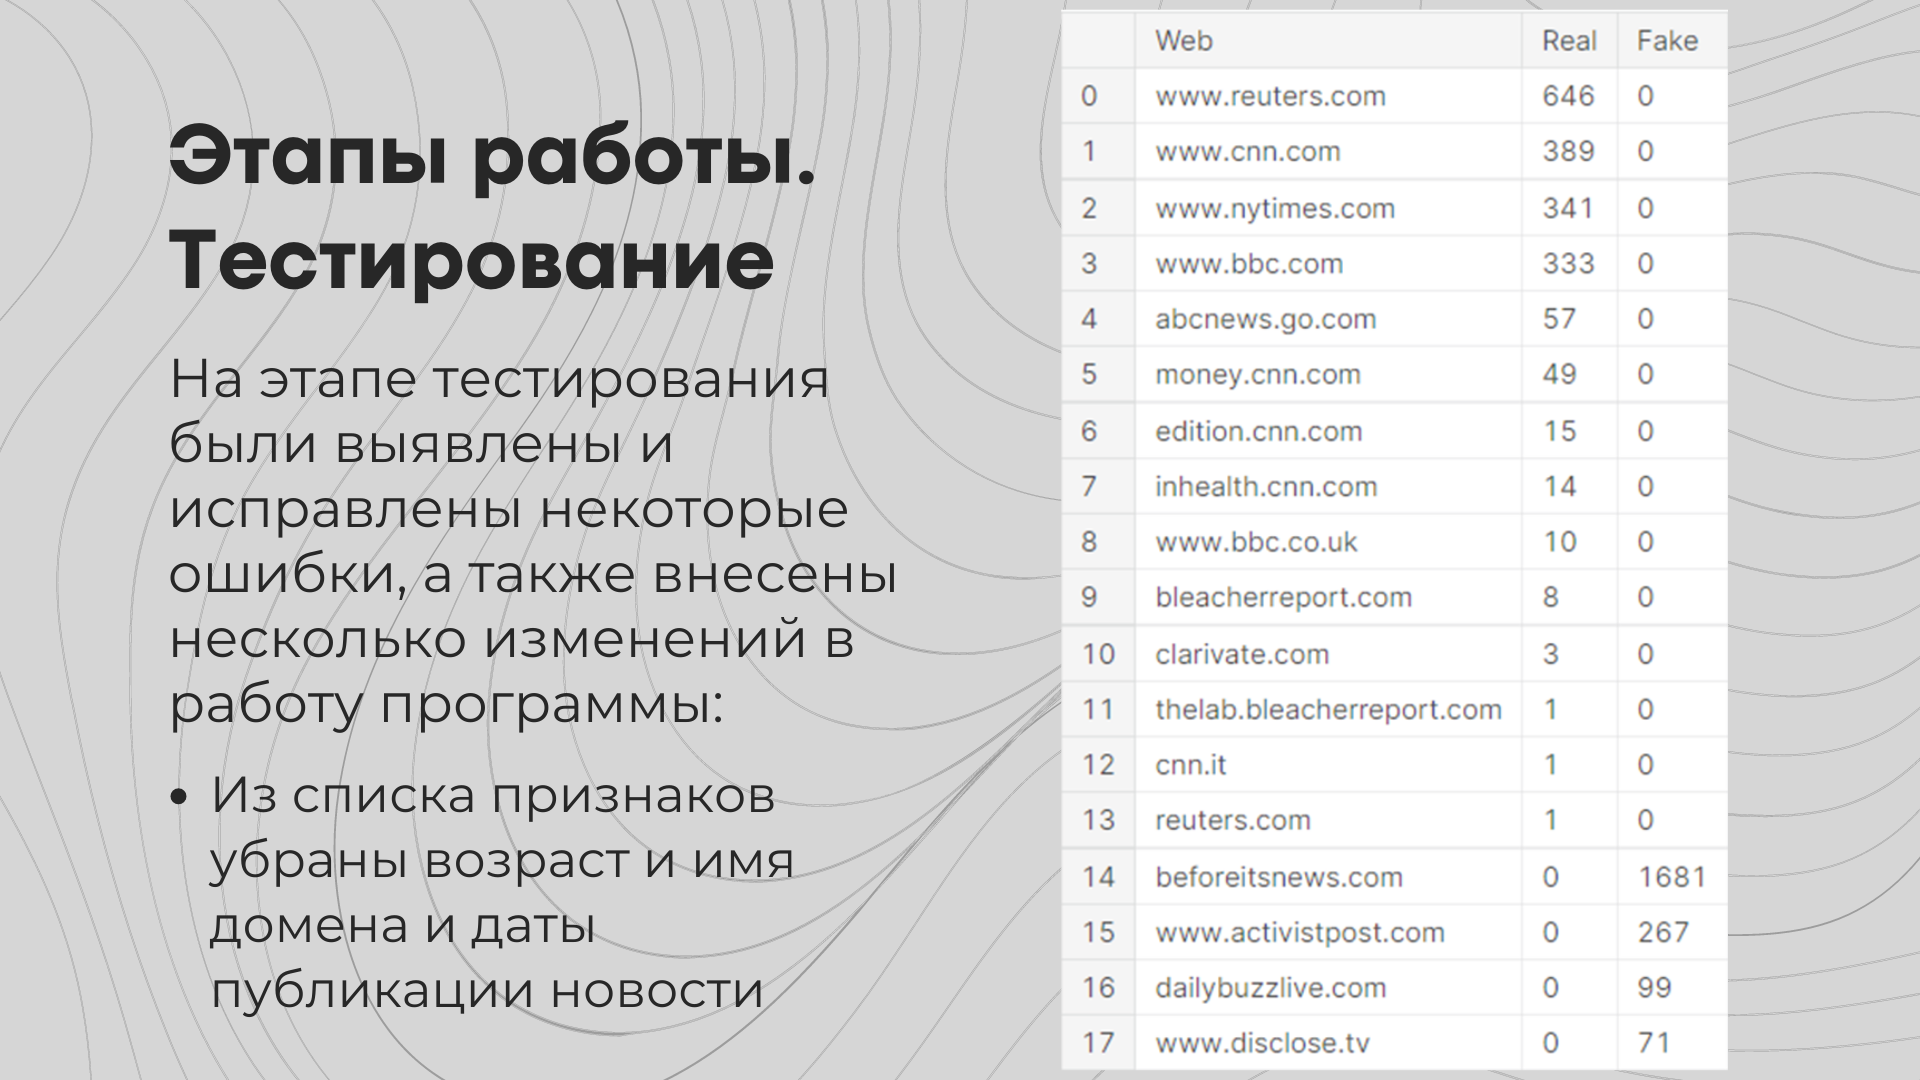 Этапы работы.
Тестирование
На этапе тестирования
были выявлены и
исправлены некоторые
ошибки, а также внесены
несколько изменений в
работу программы:
• Из списка признаков
убраны возраст и имя
домена и даты
публикации новости
Web Real Fake
0 www.reuters.com 646 0
1 www.cnn.com 389 0
2 www.nytimes.com 341 0
3 www.bbc.com 333 0
4 abcnews.go.com 57 0
5 money.cnn.com 49 0
6 edition.cnn.com 15 0
7 inhealth.cnn.com 14 0
8 www.bbc.co.uk 10 0
9 bleacherreport.com 8 0
10 clarivate.com 3 0
11 thelab.bleacherreport.com 1 0
12 cnn.it 1 0
13 reuters.com 1 0
14 beforeitsnews.com 0 1681
15 www.activistpost.com 0 267
16 dailybuzzlive.com 0 99
17 www.disclose.tv 0 71